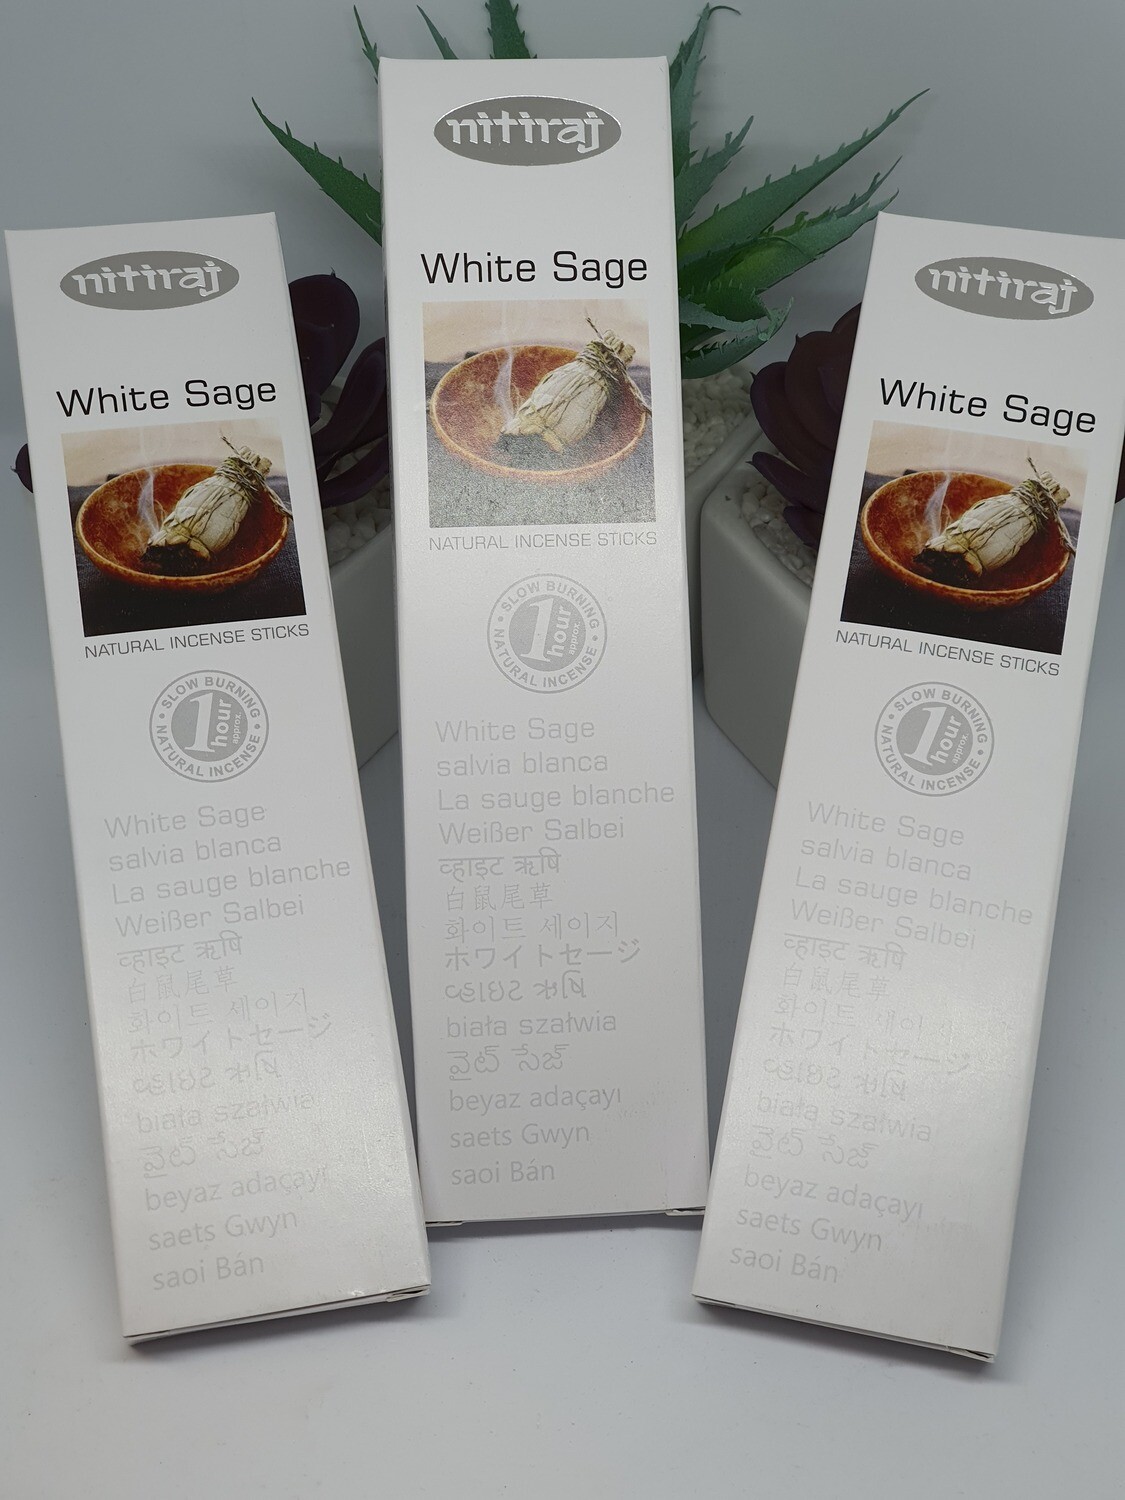 nitiraj
White Sage
NATURAL INCENSE STICKS
SLOW BURNING
1 hour approx.
NATURAL INCENSE
White Sage
salvia blanca
La sauge blanche
Weißer Salbei
व्हाइट ऋषि
白鼠尾草
화이트 세이지
ホワイトセージ
biała szałwia
వైట్ సేజ్
beyaz adaçayı
saets Gwyn
saoi Bán
nitiraj
White Sage
NATURAL INCENSE STICKS
SLOW BURNING
1 hour approx.
NATURAL INCENSE
White Sage
salvia blanca
La sauge blanche
Weißer Salbei
व्हाइट ऋषि
白鼠尾草
화이트 세이지
ホワイトセージ
biała szałwia
వైట్ సేజ్
beyaz adaçayı
saets Gwyn
saoi Bán
nitiraj
White Sage
NATURAL INCENSE STICKS
SLOW BURNING
1 hour approx.
NATURAL INCENSE
White Sage
salvia blanca
La sauge blanche
Weißer Salbei
व्हाइट ऋषि
白鼠尾草
화이트
ホワイトセージ
biała szałwia
వైట్ సేజ్
beyaz adaçayı
saets Gwyn
saoi Bán